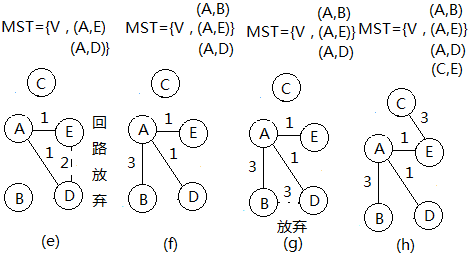 MST={V , (A,E)
(A,D)}
C
A
1
E
1
2
B
D
回
路
放
弃
(e)
(A,B)
MST={V , (A,E)}
(A,D)
C
A
1
E
3
1
B
D
(f)
(A,B)
MST={V , (A,E)}
(A,D)
C
A
1
E
3
1
B
3
D
放弃
(g)
(A,B)
MST={V , (A,E)}
(A,D)
(C,E)
C
3
A
1
E
3
1
B
D
(h)